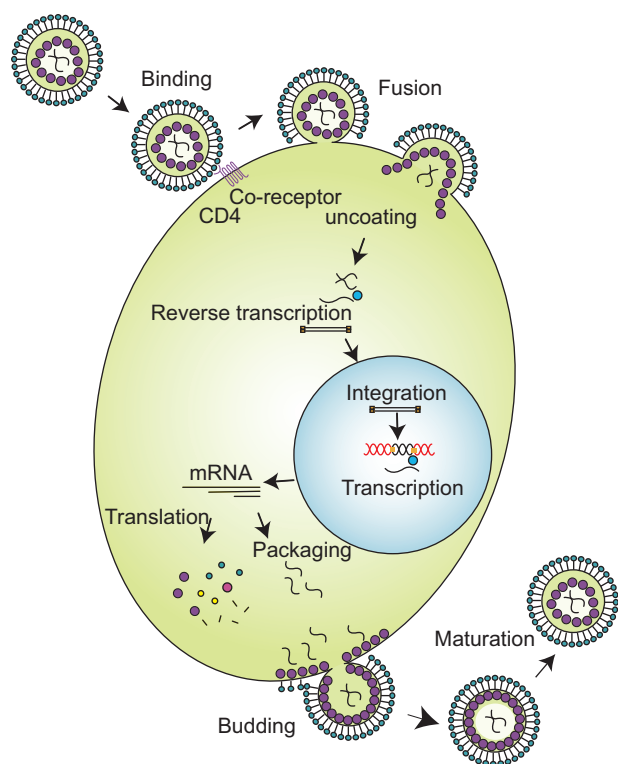 Binding
Fusion
Co-receptor
CD4
uncoating
Reverse transcription
Integration
Transcription
mRNA
Translation
Packaging
Maturation
Budding